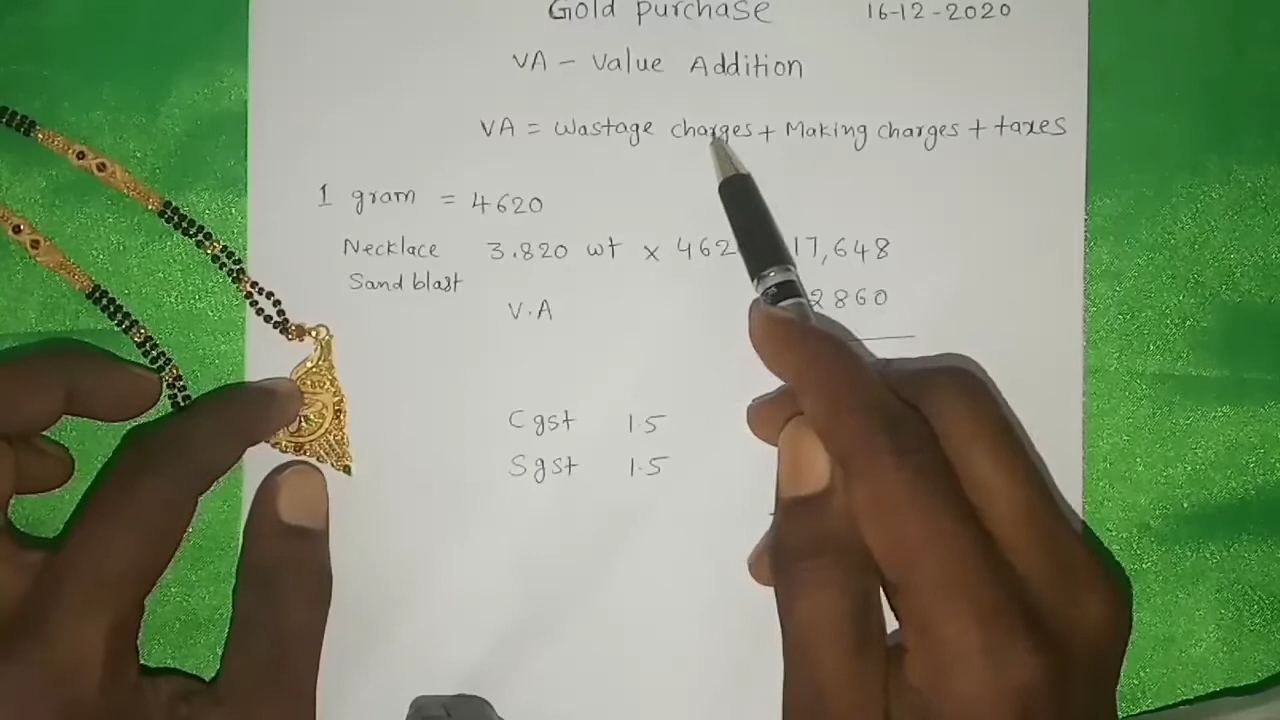 Gold purchase 16-12-2020
VA - Value Addition
VA = Wastage charges + Making charges + taxes
1 gram = 4620
Necklace 3.820 wt x 462 17,648
Sand blast
V.A 2860
Cgst 1.5
Sgst 1.5